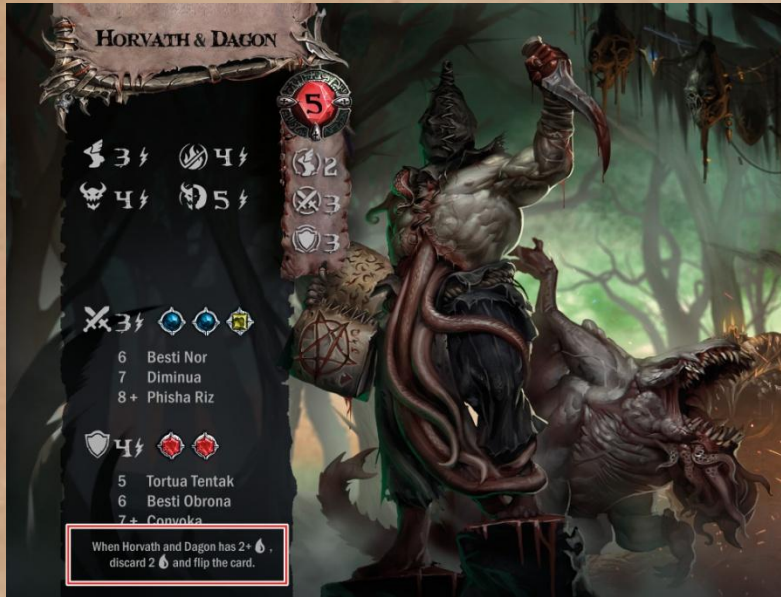 HORVATH & DAGON
5
3 4 2
4 5 3
3
3
6 Besti Nor
7 Diminua
8+ Phisha Riz
4
5 Tortua Tentak
6 Besti Obrona
7+ Convoka
When Horvath and Dagon has 2+ ,
discard 2 and flip the card.